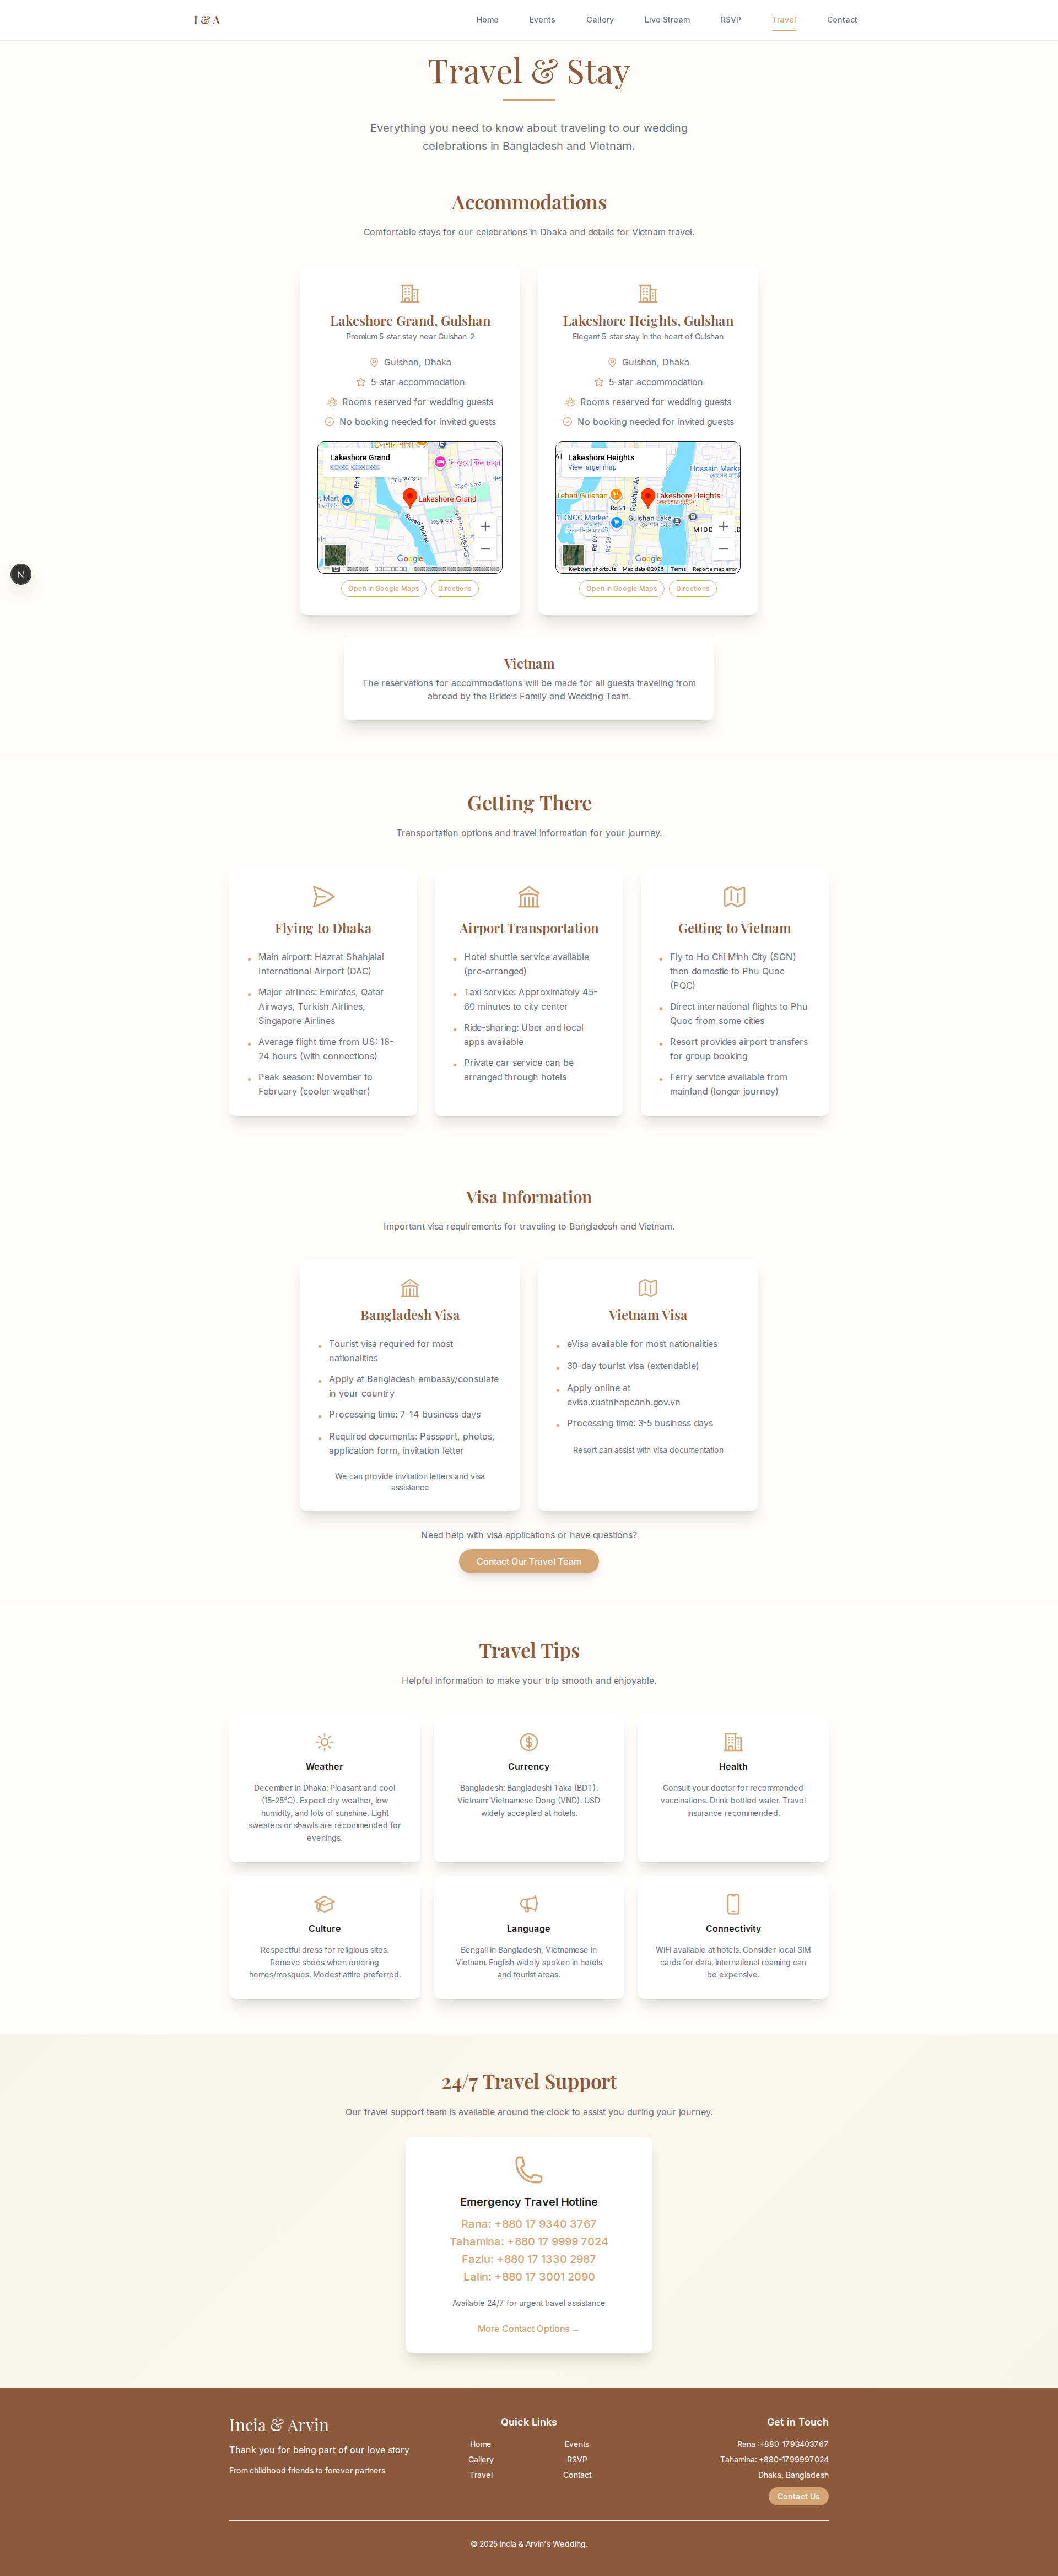 I & A
Home
Events
Gallery
Live Stream
RSVP
Travel
Contact
Travel & Stay
Everything you need to know about traveling to our wedding
celebrations in Bangladesh and Vietnam.
Accommodations
Comfortable stays for our celebrations in Dhaka and details for Vietnam travel.
Lakeshore Grand, Gulshan
Premium 5-star stay near Gulshan-2
Gulshan, Dhaka
5-star accommodation
Rooms reserved for wedding guests
No booking needed for invited guests
Lakeshore Grand
Lakeshore Grand
Banani Bridge
Google
Open in Google Maps
Directions
Lakeshore Heights, Gulshan
Elegant 5-star stay in the heart of Gulshan
Gulshan, Dhaka
5-star accommodation
Rooms reserved for wedding guests
No booking needed for invited guests
Lakeshore Heights
View larger map
Hossain Marke
Tehari Gulshan
Lakeshore Heights
Rd 21
Gulshan Lake
DNCC Market
Rd 07
Rd 09
Google
Keyboard shortcuts
Map data ©2025
Terms
Report a map error
Open in Google Maps
Directions
N
Vietnam
The reservations for accommodations will be made for all guests traveling from
abroad by the Bride's Family and Wedding Team.
Getting There
Transportation options and travel information for your journey.
Flying to Dhaka
• Main airport: Hazrat Shahjalal
International Airport (DAC)
• Major airlines: Emirates, Qatar
Airways, Turkish Airlines,
Singapore Airlines
• Average flight time from US: 18-
24 hours (with connections)
• Peak season: November to
February (cooler weather)
Airport Transportation
• Hotel shuttle service available
(pre-arranged)
• Taxi service: Approximately 45-
60 minutes to city center
• Ride-sharing: Uber and local
apps available
• Private car service can be
arranged through hotels
Getting to Vietnam
• Fly to Ho Chi Minh City (SGN)
then domestic to Phu Quoc
(PQC)
• Direct international flights to Phu
Quoc from some cities
• Resort provides airport transfers
for group booking
• Ferry service available from
mainland (longer journey)
Visa Information
Important visa requirements for traveling to Bangladesh and Vietnam.
Bangladesh Visa
• Tourist visa required for most
nationalities
• Apply at Bangladesh embassy/consulate
in your country
• Processing time: 7-14 business days
• Required documents: Passport, photos,
application form, invitation letter
We can provide invitation letters and visa
assistance
Vietnam Visa
• eVisa available for most nationalities
• 30-day tourist visa (extendable)
• Apply online at
evisa.xuatnhapcanh.gov.vn
• Processing time: 3-5 business days
Resort can assist with visa documentation
Need help with visa applications or have questions?
Contact Our Travel Team
Travel Tips
Helpful information to make your trip smooth and enjoyable.
Weather
December in Dhaka: Pleasant and cool
(15-25°C). Expect dry weather, low
humidity, and lots of sunshine. Light
sweaters or shawls are recommended for
evenings.
Currency
Bangladesh: Bangladeshi Taka (BDT).
Vietnam: Vietnamese Dong (VND). USD
widely accepted at hotels.
Health
Consult your doctor for recommended
vaccinations. Drink bottled water. Travel
insurance recommended.
Culture
Respectful dress for religious sites.
Remove shoes when entering
homes/mosques. Modest attire preferred.
Language
Bengali in Bangladesh, Vietnamese in
Vietnam. English widely spoken in hotels
and tourist areas.
Connectivity
WiFi available at hotels. Consider local SIM
cards for data. International roaming can
be expensive.
24/7 Travel Support
Our travel support team is available around the clock to assist you during your journey.
Emergency Travel Hotline
Rana: +880 17 9340 3767
Tahamina: +880 17 9999 7024
Fazlu: +880 17 1330 2987
Lalin: +880 17 3001 2090
Available 24/7 for urgent travel assistance
More Contact Options →
Incia & Arvin
Thank you for being part of our love story
From childhood friends to forever partners
Quick Links
Home
Events
Gallery
RSVP
Travel
Contact
Get in Touch
Rana :+880-1793403767
Tahamina: +880-1799997024
Dhaka, Bangladesh
Contact Us
© 2025 Incia & Arvin's Wedding.